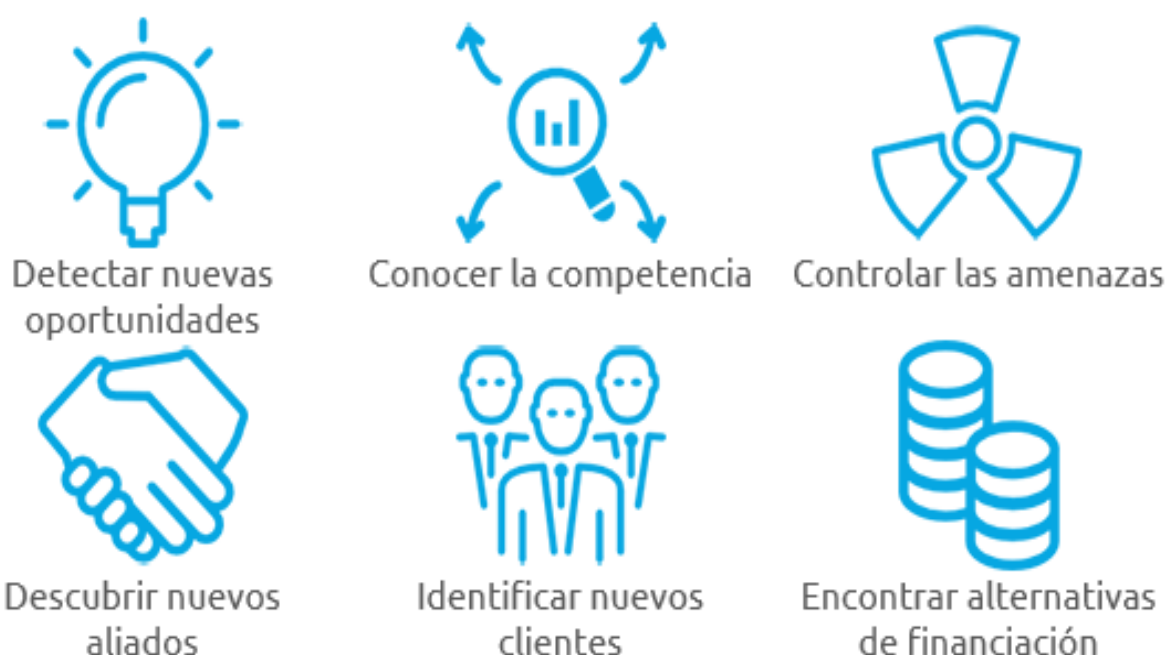 Detectar nuevas
oportunidades
Conocer la competencia
Controlar las amenazas
Descubrir nuevos
aliados
Identificar nuevos
clientes
Encontrar alternativas
de financiación